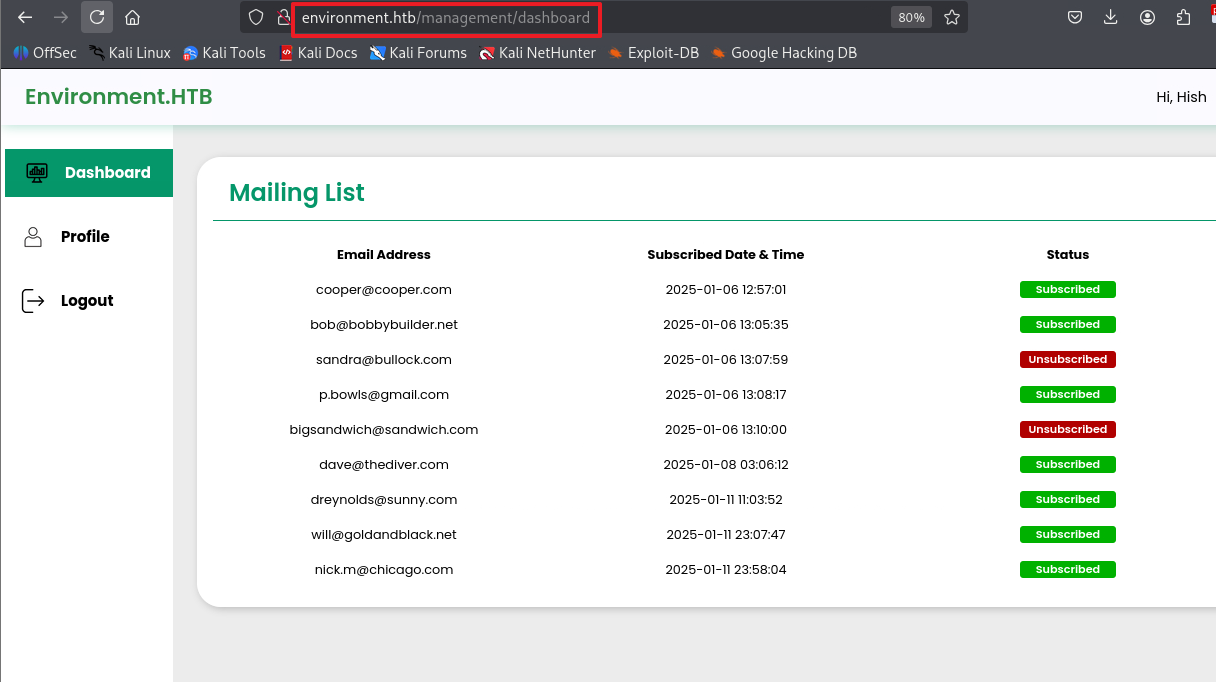 environment.htb/management/dashboard 80%
OffSec Kali Linux Kali Tools Kali Docs Kali Forums Kali NetHunter Exploit-DB Google Hacking DB
Environment.HTB Hi, Hish
Dashboard
Profile
Logout
Mailing List
Email Address Subscribed Date & Time Status
cooper@cooper.com 2025-01-06 12:57:01 Subscribed
bob@bobbybuilder.net 2025-01-06 13:05:35 Subscribed
sandra@bullock.com 2025-01-06 13:07:59 Unsubscribed
p.bowls@gmail.com 2025-01-06 13:08:17 Subscribed
bigsandwich@sandwich.com 2025-01-06 13:10:00 Unsubscribed
dave@thediver.com 2025-01-08 03:06:12 Subscribed
dreynolds@sunny.com 2025-01-11 11:03:52 Subscribed
will@goldandblack.net 2025-01-11 23:07:47 Subscribed
nick.m@chicago.com 2025-01-11 23:58:04 Subscribed